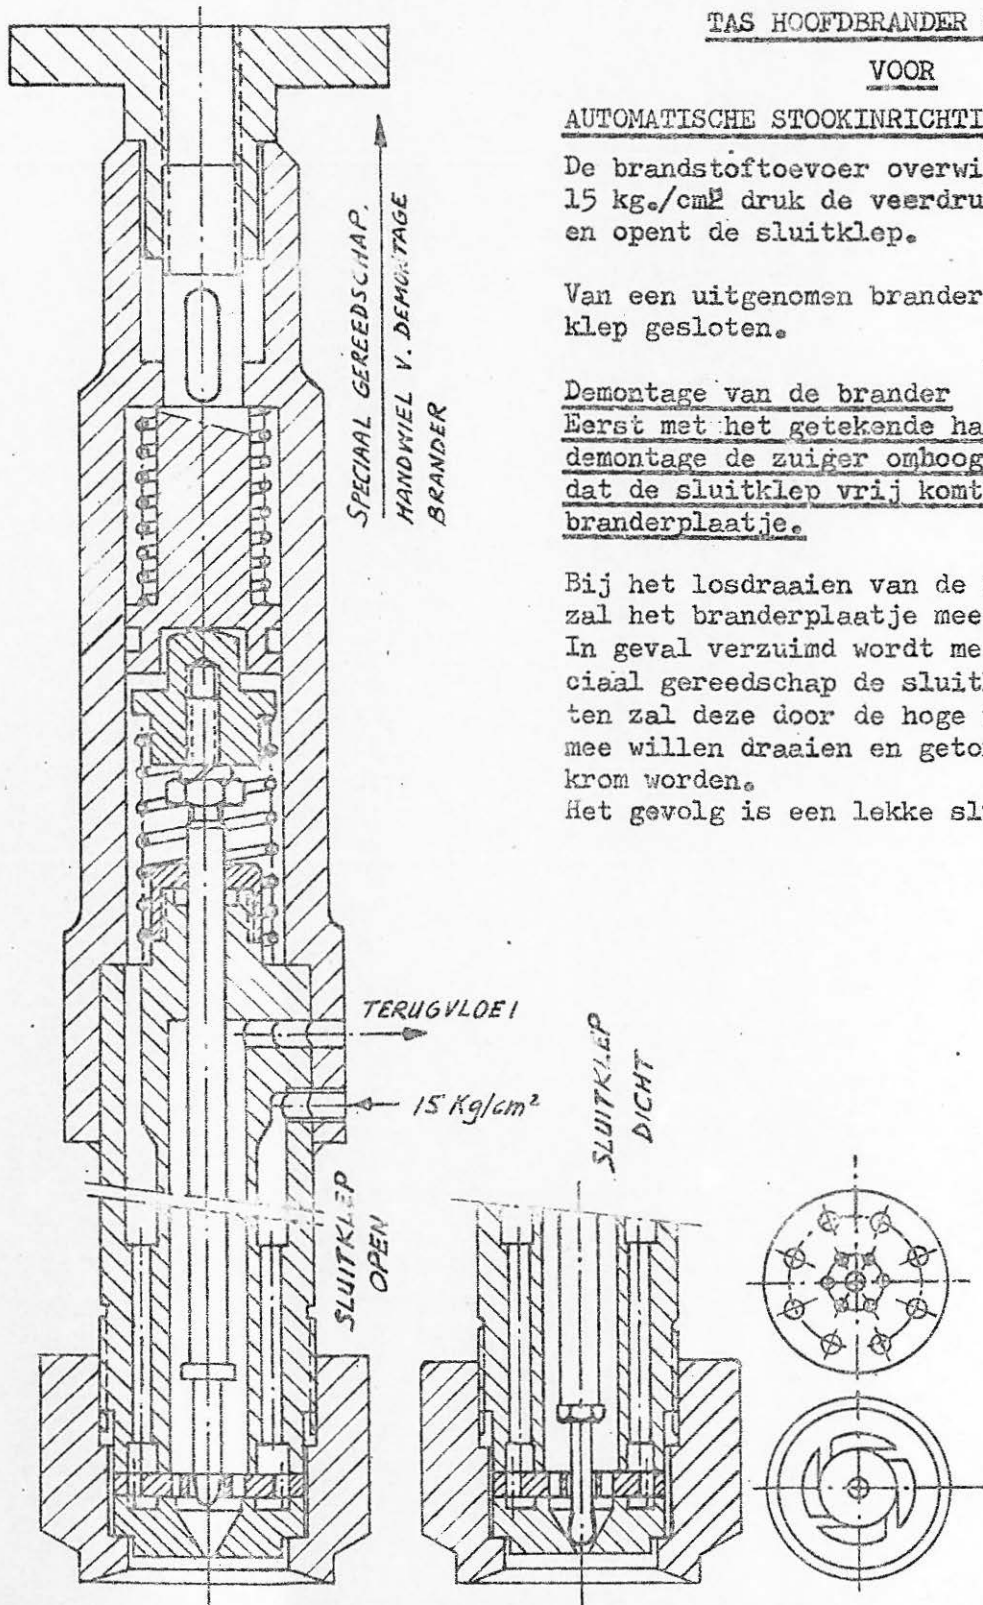 TAS HOOFDBRANDER
VOOR
AUTOMATISCHE STOOKINRICHTI
De brandstoftoevoer overwi
15 kg./cm2 druk de veerdru
en opent de sluitklep.
Van een uitgenomen brander
klep gesloten.
Demontage van de brander
Eerst met het getekende ha
demontage de zuiger omhoog
dat de sluitklep vrij komt
branderplaatje.
Bij het losdraaien van de
zal het branderplaatje mee
In geval verzuimd wordt me
ciaal gereedschap de sluit
ten zal deze door de hoge
mee willen draaien en geto
krom worden.
Het gevolg is een lekke sl
SPECIAAL GEREEDSCHAP.
HANDWIEL V. DEMONTAGE
BRANDER
TERUGVLOEI
15 Kg/cm²
SLUITKLEP
OPEN
SLUITKLEP
DICHT